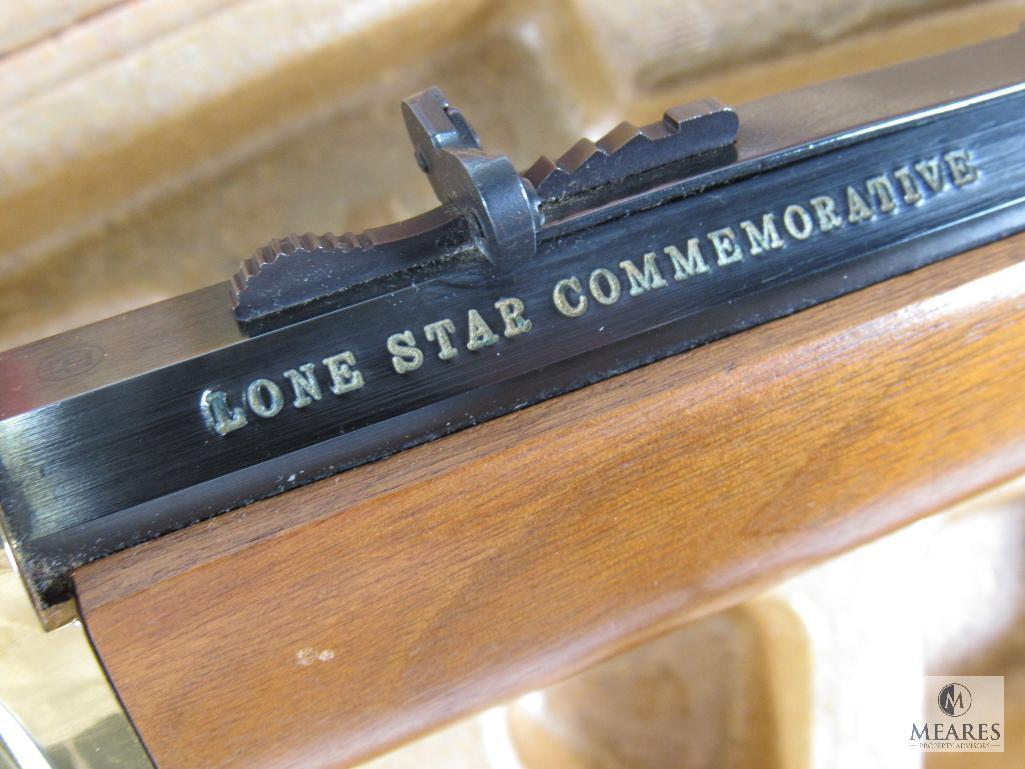 LONE STAR COMMEMORATIVE
M
MEARES
PROPERTY ADVISORS